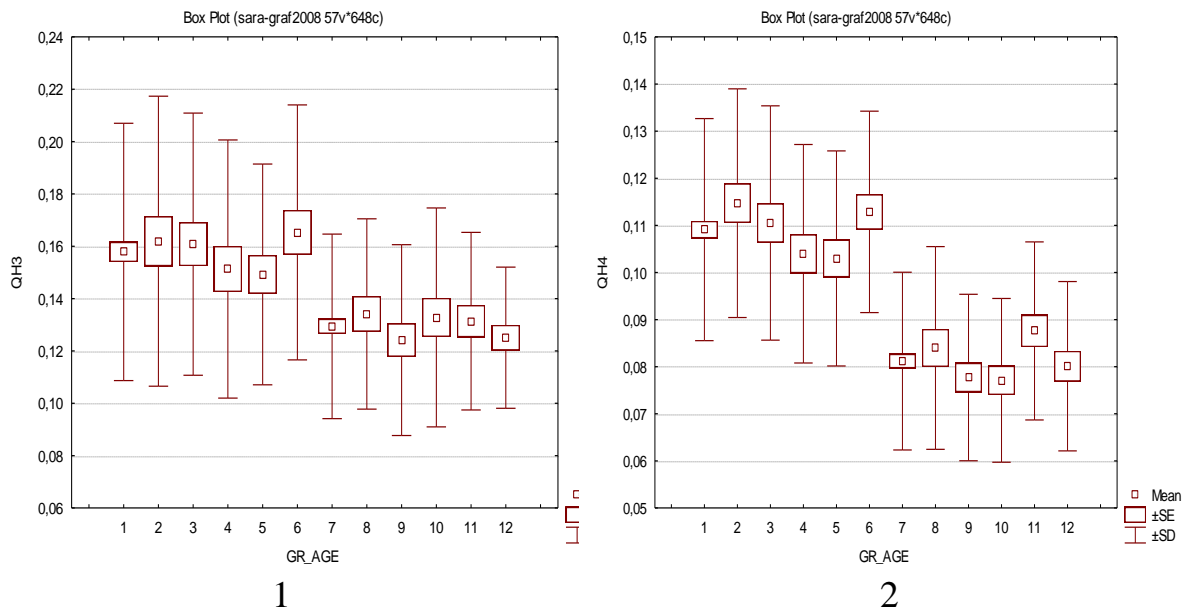 Box Plot (sara-graf2008 57v*648c)
0,24
0,22
0,20
0,18
0,16
0,14
0,12
0,10
0,08
0,06
QH3
1 2 3 4 5 6 7 8 9 10 11 12
GR_AGE
1
Box Plot (sara-graf2008 57v*648c)
0,15
0,14
0,13
0,12
0,11
0,10
0,09
0,08
0,07
0,06
0,05
QH4
1 2 3 4 5 6 7 8 9 10 11 12
GR_AGE
Mean
±SE
±SD
2